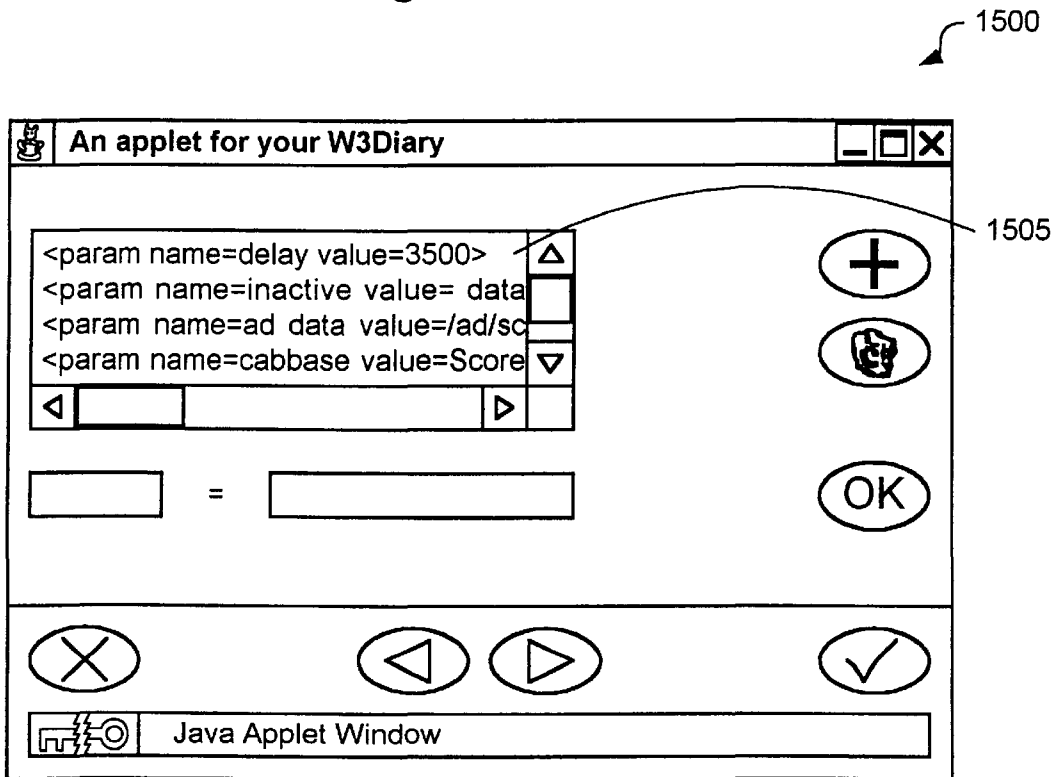 1500
An applet for your W3Diary
<param name=delay value=3500>
1505
<param name=inactive value= data
<param name=ad data value=/ad/sc
<param name=cabbase value=Score
=
OK
Java Applet Window